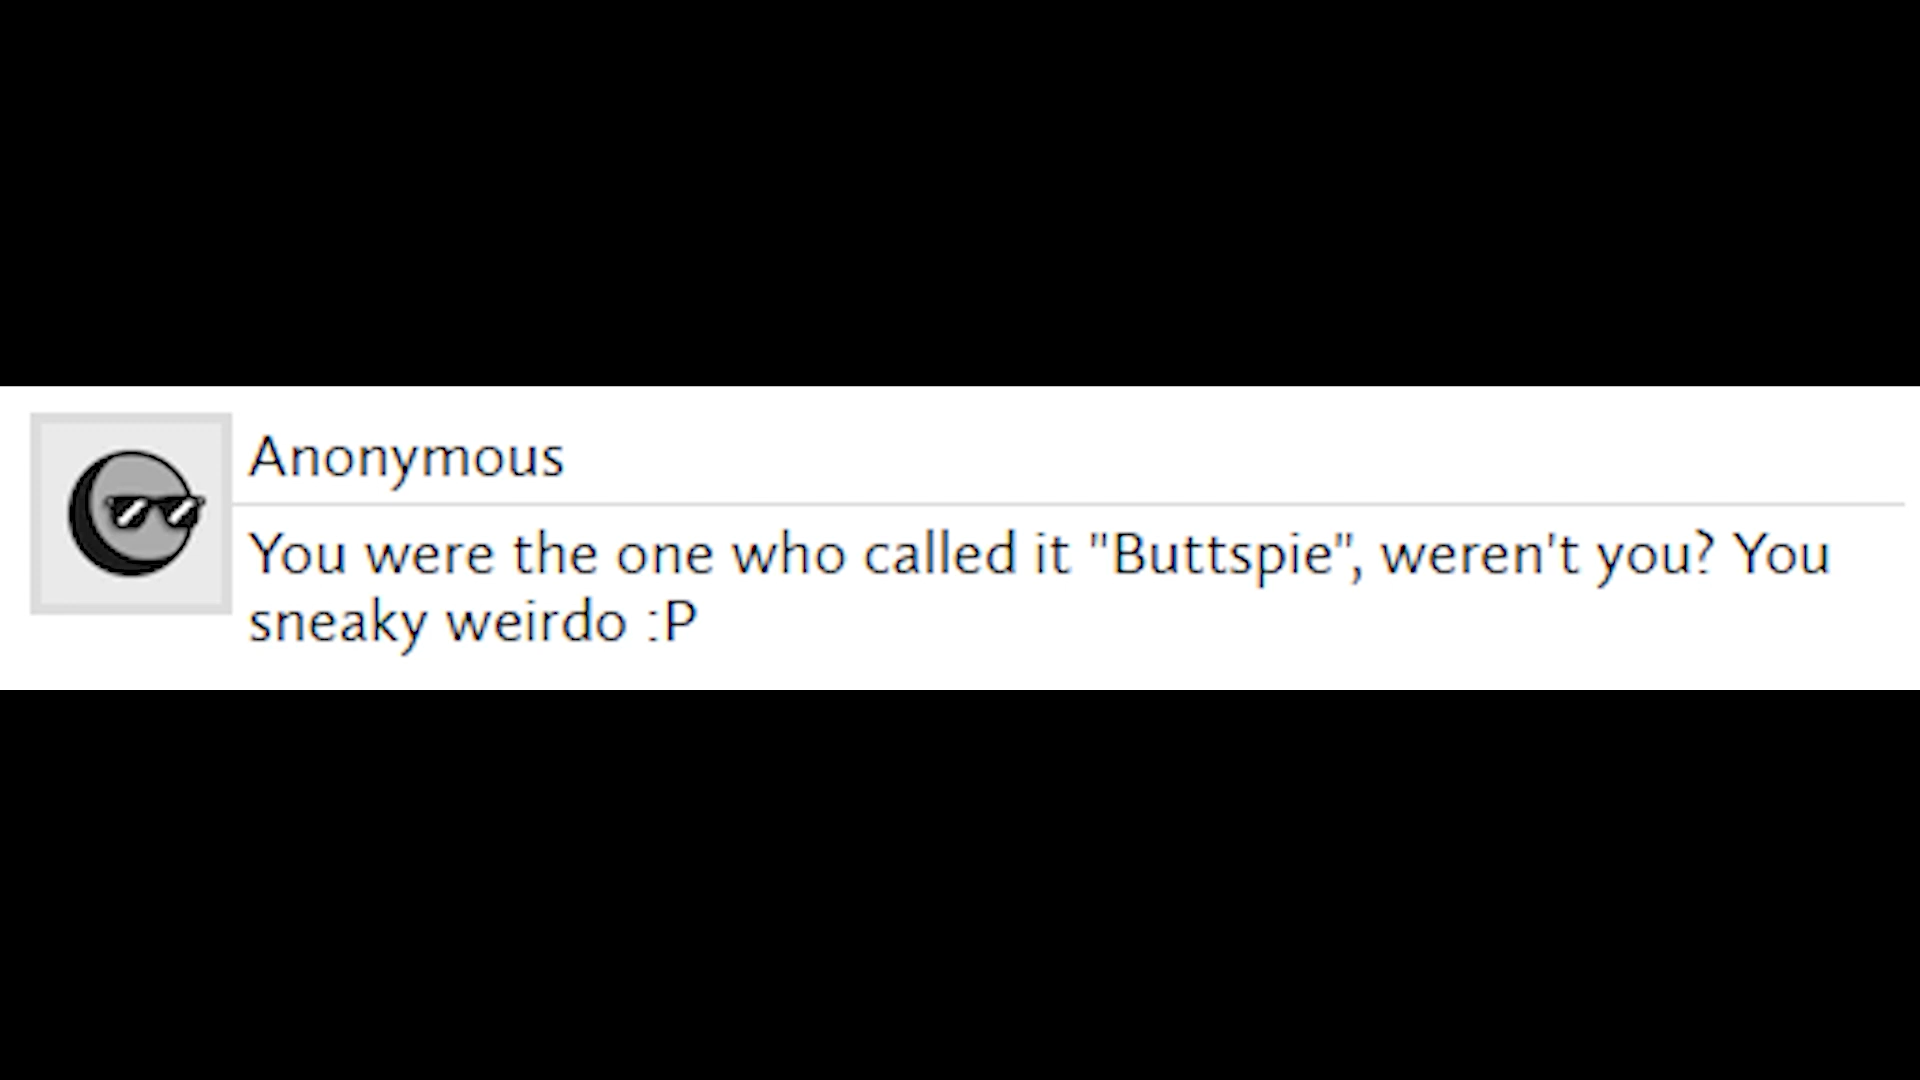 Anonymous
You were the one who called it "Buttspie", weren't you? You
sneaky weirdo :P